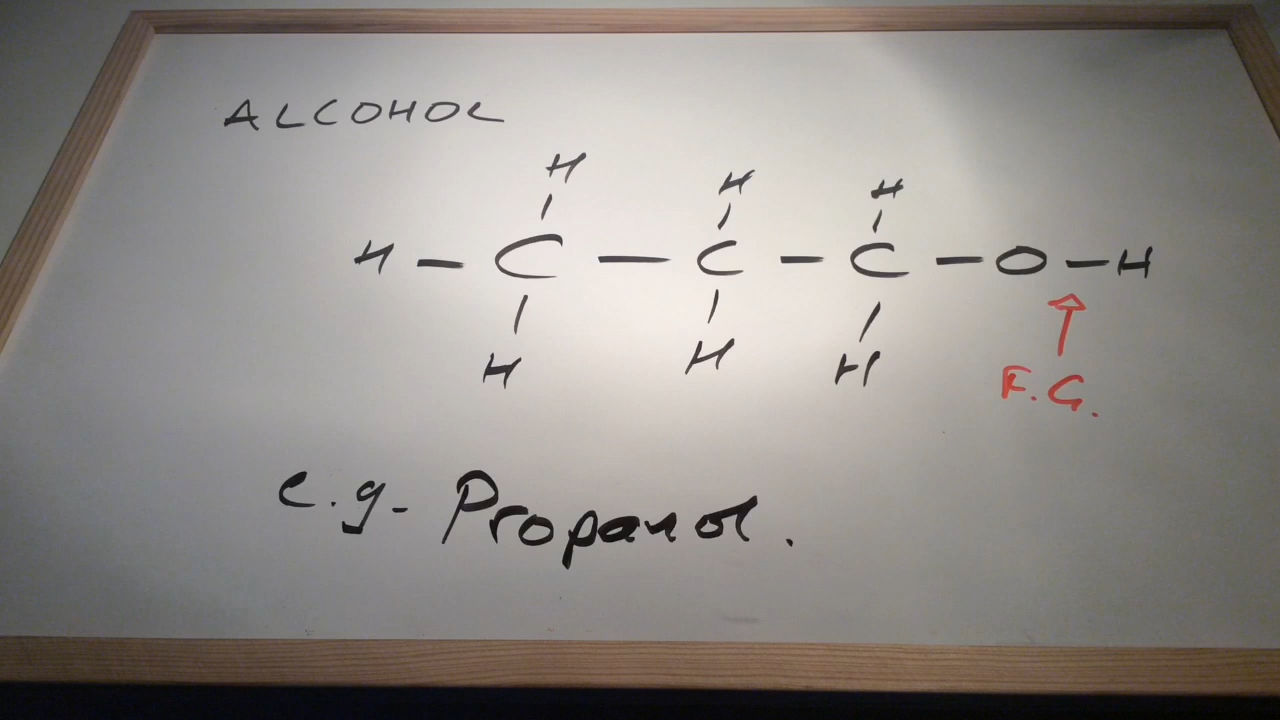 ALCOHOL
H H H
H - C - C - C - O - H
H H H
F.G.
e.g. Propanol.